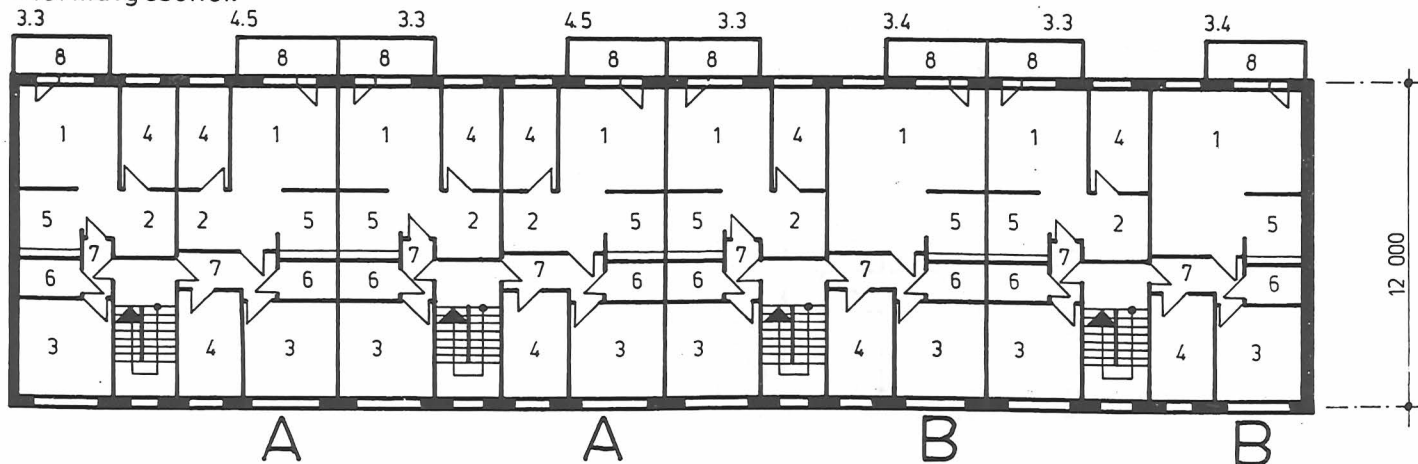 3.3 4.5 3.3 4.5 3.3 3.4 3.3 3.4
8 8 8 8 8 8 8 8
1 4 4 1 1 4 4 1 1 4 1 1 4 1
5 2 2 5 5 2 2 5 5 2 5 5 2 5
7 7 7 7 7 7 7 7
6 6 6 6 6 6 6 6
3 4 3 3 4 3 3 4 3 3 4 3
12 000
A A B B